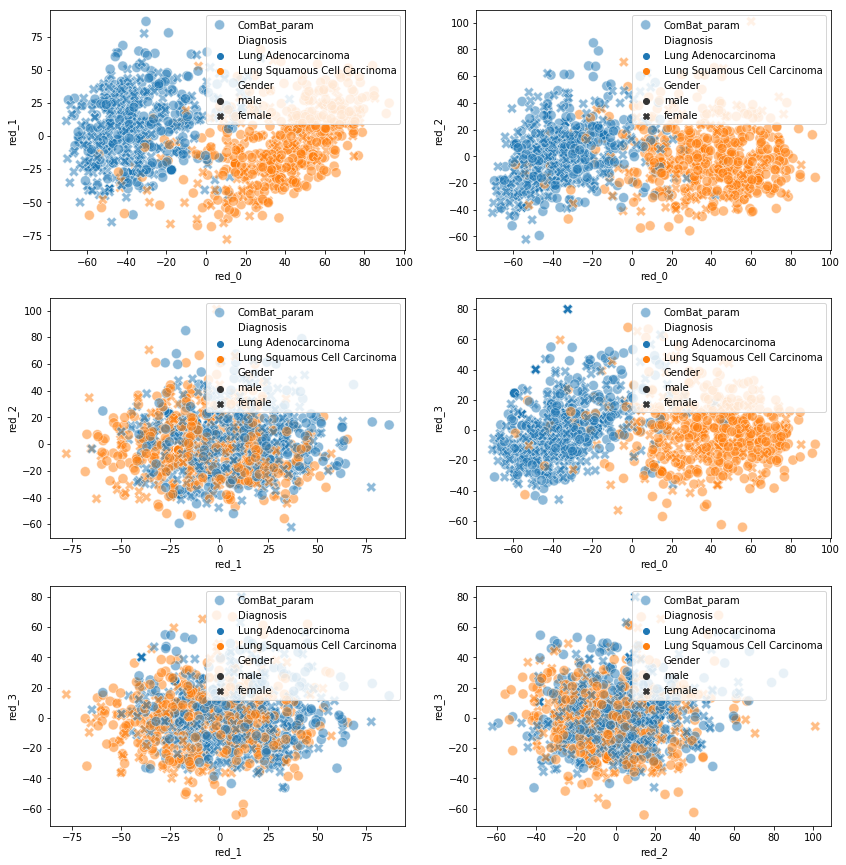 ComBat_param
Diagnosis
Lung Adenocarcinoma
Lung Squamous Cell Carcinoma
Gender
male
female
75
50
25
0
−25
−50
−75
red_1
−60 −40 −20 0 20 40 60 80 100
red_0
ComBat_param
Diagnosis
Lung Adenocarcinoma
Lung Squamous Cell Carcinoma
Gender
male
female
100
80
60
40
20
0
−20
−40
−60
red_2
−60 −40 −20 0 20 40 60 80 100
red_0
ComBat_param
Diagnosis
Lung Adenocarcinoma
Lung Squamous Cell Carcinoma
Gender
male
female
100
80
60
40
20
0
−20
−40
−60
red_2
−75 −50 −25 0 25 50 75
red_1
ComBat_param
Diagnosis
Lung Adenocarcinoma
Lung Squamous Cell Carcinoma
Gender
male
female
80
60
40
20
0
−20
−40
−60
red_3
−60 −40 −20 0 20 40 60 80 100
red_0
ComBat_param
Diagnosis
Lung Adenocarcinoma
Lung Squamous Cell Carcinoma
Gender
male
female
80
60
40
20
0
−20
−40
−60
red_3
−75 −50 −25 0 25 50 75
red_1
ComBat_param
Diagnosis
Lung Adenocarcinoma
Lung Squamous Cell Carcinoma
Gender
male
female
80
60
40
20
0
−20
−40
−60
red_3
−60 −40 −20 0 20 40 60 80 100
red_2